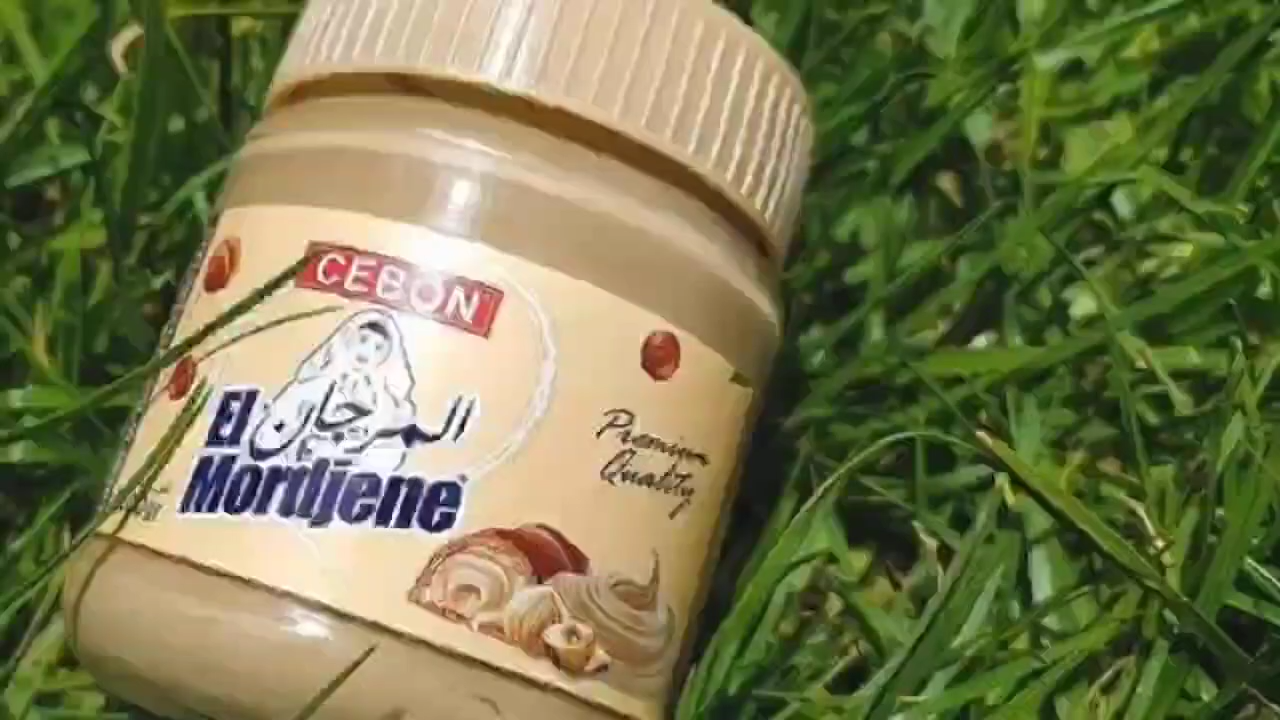 CEBON
El المرجان
Mordjene
Premium
Quality